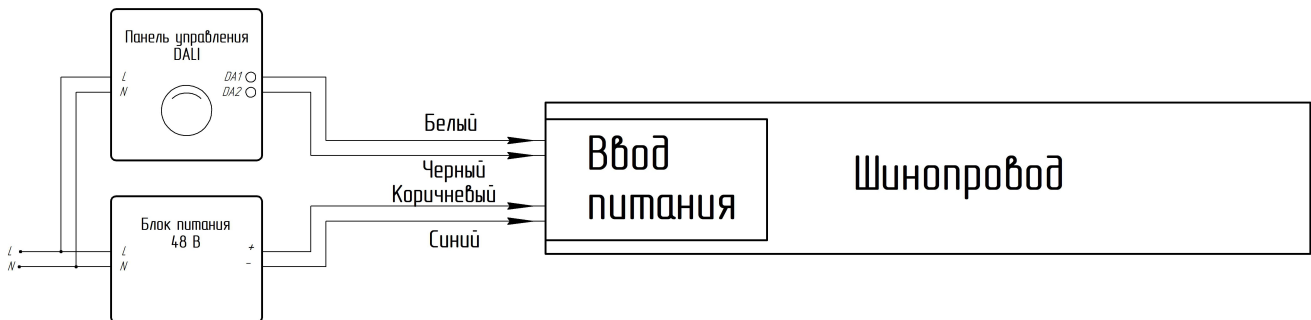 Панель управления
DALI
L
DA1
N
DA2
Белый
Черный
Коричневый
Синий
Ввод
питания
Шинопровод
Блок питания
48 В
L
L
+
N
N
-